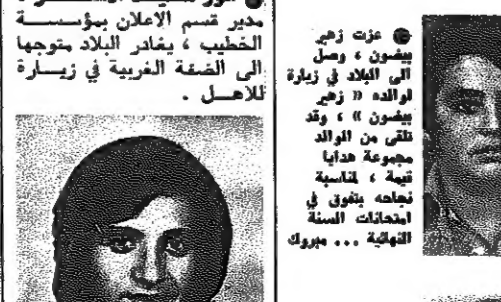 ● عزت زهير
بيضون ، وصل
الى البلاد في زيارة
لوالده « زهير
بيضون » ، وقد
تلقى من الوالد
مجموعة هدايا
قيمة ، لمناسبة
نجاحه بتفوق في
امتحانات السنة
النهائية ... مبروك
مدير قسم الاعلان بمؤسسة
الخطيب ، يغادر البلاد متوجها
الى الضفة الغربية في زيارة
للاهل .